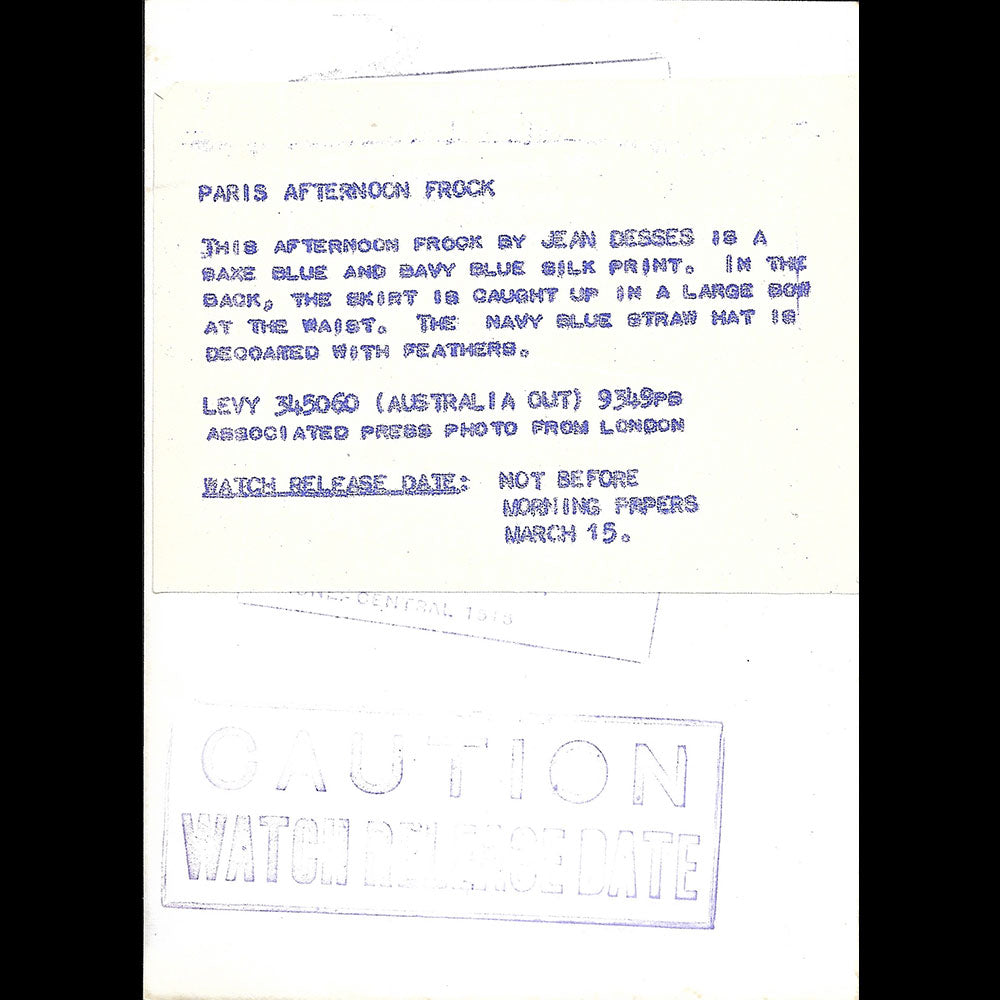 PARIS AFTERNOON FROCK
THIS AFTERNOON FROCK BY JEAN DESSES IS A
SAXE BLUE AND DAVY BLUE SILK PRINT. IN THE
BACK, THE SKIRT IS CAUGHT UP IN A LARGE BOW
AT THE WAIST. THE NAVY BLUE STRAW HAT IS
DECOARTED WITH FEATHERS.
LEVY 345060 (AUSTRALIA OUT) 9349PS
ASSOCIATED PRESS PHOTO FROM LONDON
WATCH RELEASE DATE: NOT BEFORE
MORNING PRPERS
MARCH 15.
CENTRAL 1515
CAUTION
WATCH RELEASE DATE